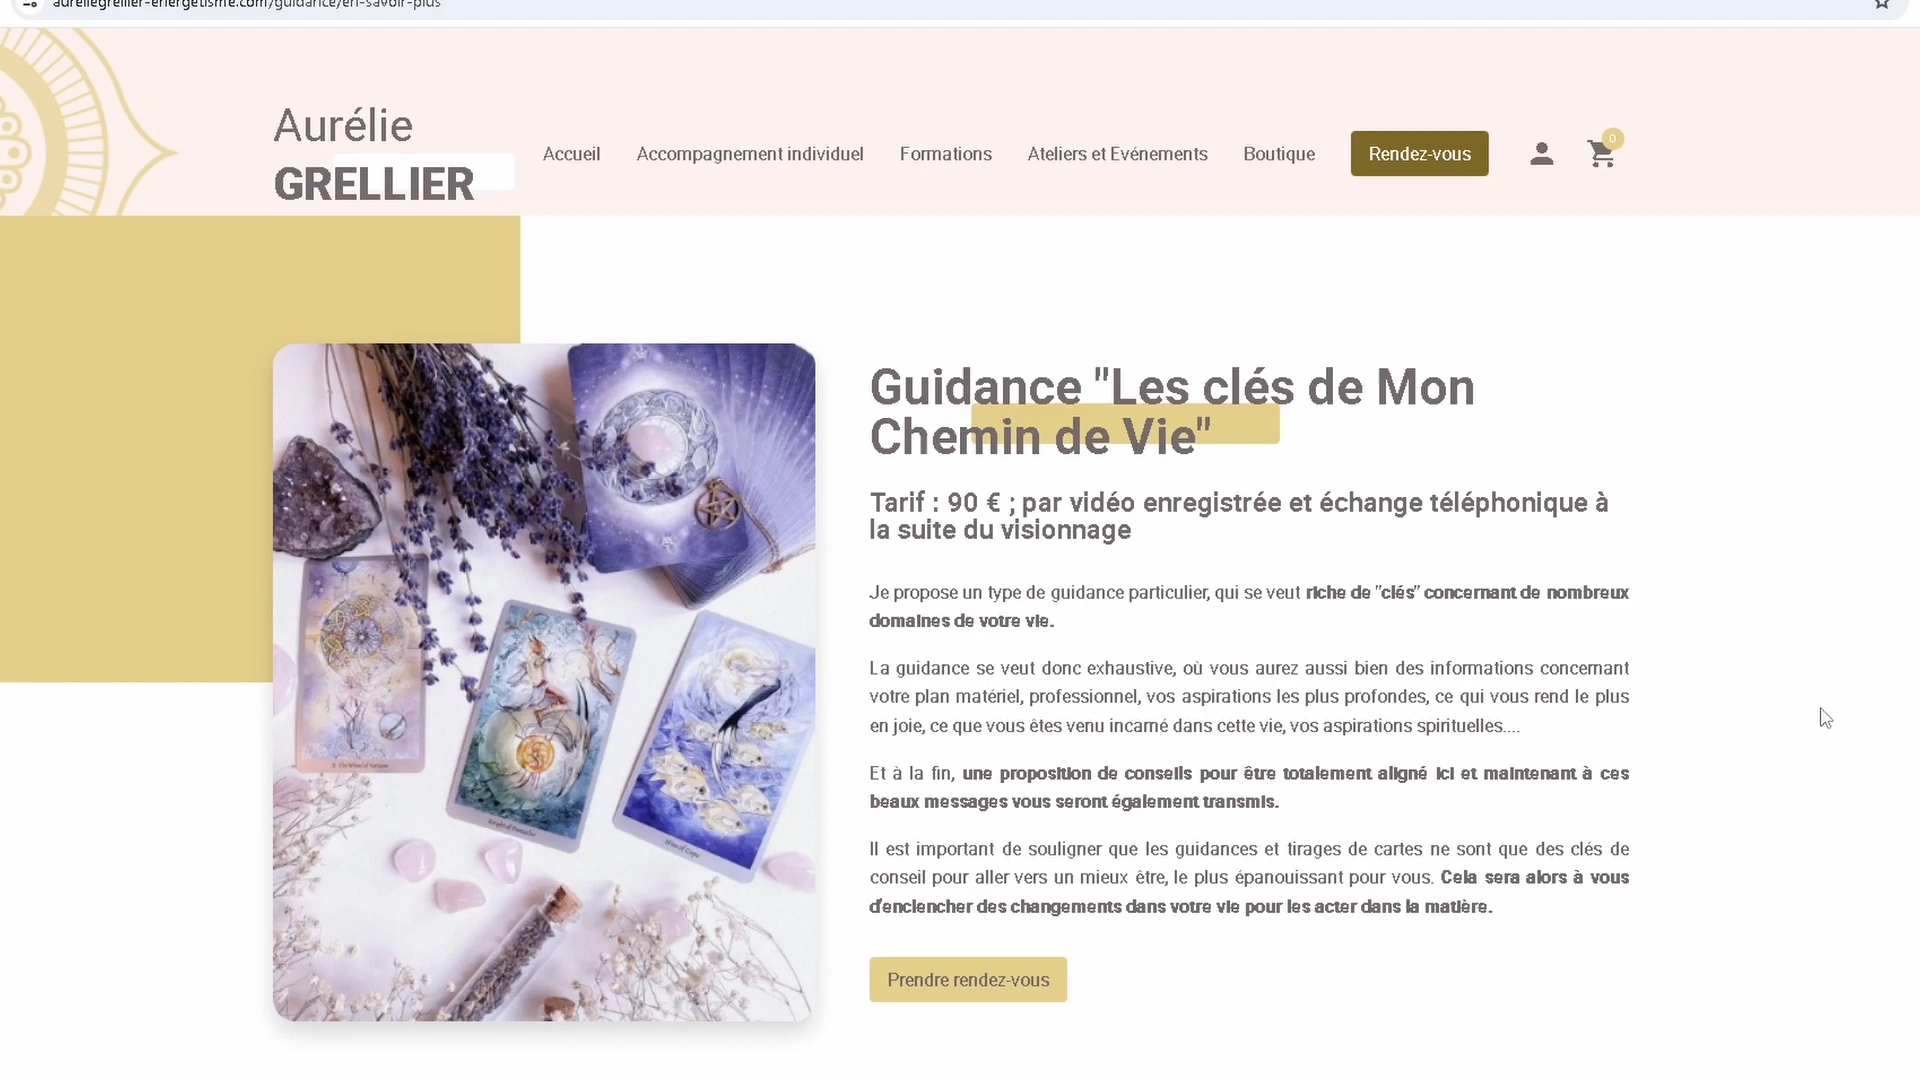 aureliegrellier-energetisme.com/guidance/en-savoir-plus
Aurélie
GRELLIER
Accueil
Accompagnement individuel
Formations
Ateliers et Evénements
Boutique
Rendez-vous
0
Guidance "Les clés de Mon
Chemin de Vie"
Tarif : 90 € ; par vidéo enregistrée et échange téléphonique à
la suite du visionnage
Je propose un type de guidance particulier, qui se veut riche de "clés" concernant de nombreux
domaines de votre vie.
La guidance se veut donc exhaustive, où vous aurez aussi bien des informations concernant
votre plan matériel, professionnel, vos aspirations les plus profondes, ce qui vous rend le plus
en joie, ce que vous êtes venu incarné dans cette vie, vos aspirations spirituelles....
Et à la fin, une proposition de conseils pour être totalement aligné ici et maintenant à ces
beaux messages vous seront également transmis.
Il est important de souligner que les guidances et tirages de cartes ne sont que des clés de
conseil pour aller vers un mieux être, le plus épanouissant pour vous. Cela sera alors à vous
d'enclencher des changements dans votre vie pour les acter dans la matière.
Prendre rendez-vous